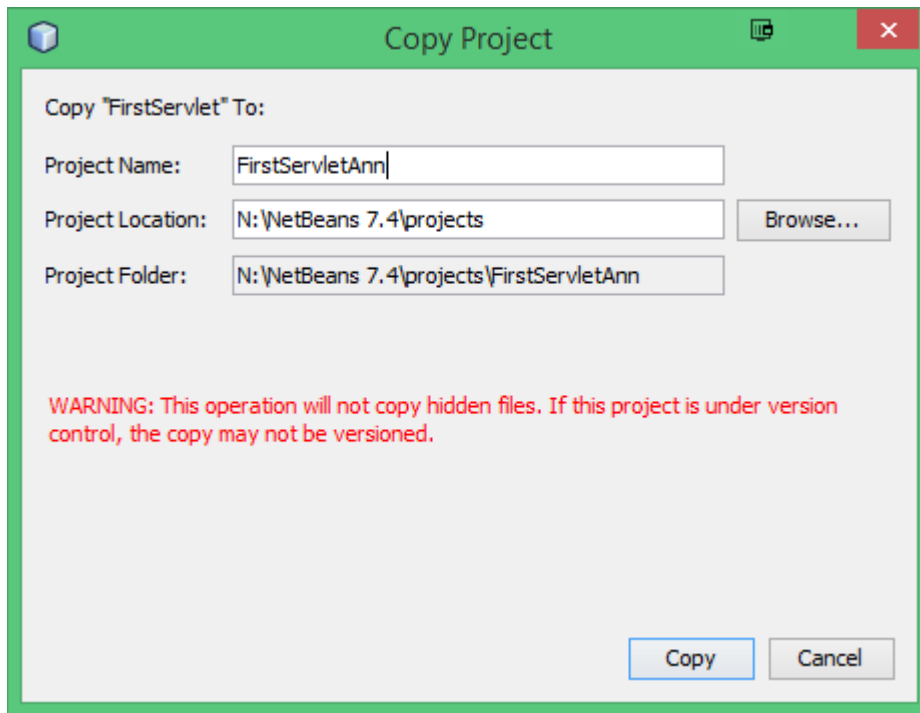 Copy Project
Copy "FirstServlet" To:
Project Name: FirstServletAnn
Project Location: N:\NetBeans 7.4\projects Browse...
Project Folder: N:\NetBeans 7.4\projects\FirstServletAnn
WARNING: This operation will not copy hidden files. If this project is under version
control, the copy may not be versioned.
Copy Cancel